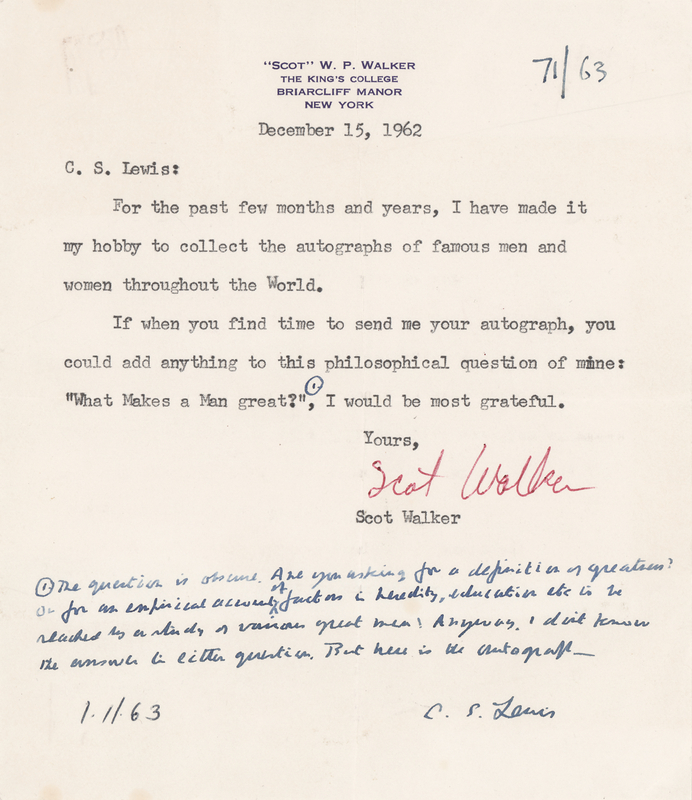 "SCOT" W. P. WALKER
THE KING'S COLLEGE
BRIARCLIFF MANOR
NEW YORK
71/63
December 15, 1962
C. S. Lewis:
For the past few months and years, I have made it
my hobby to collect the autographs of famous men and
women throughout the World.
If when you find time to send me your autograph, you
could add anything to this philosophical question of mine:
"What Makes a Man great?", ① I would be most grateful.
Yours,
Scot Walker
Scot Walker
① The question is obscure. Are you asking for a definition of greatness?
Or for an empirical account of factors in heredity, education etc to be
reached by a study of various great men? Anyway, I don't know
the answer to either question. But here is the autograph—
1.1/.63
C. S. Lewis